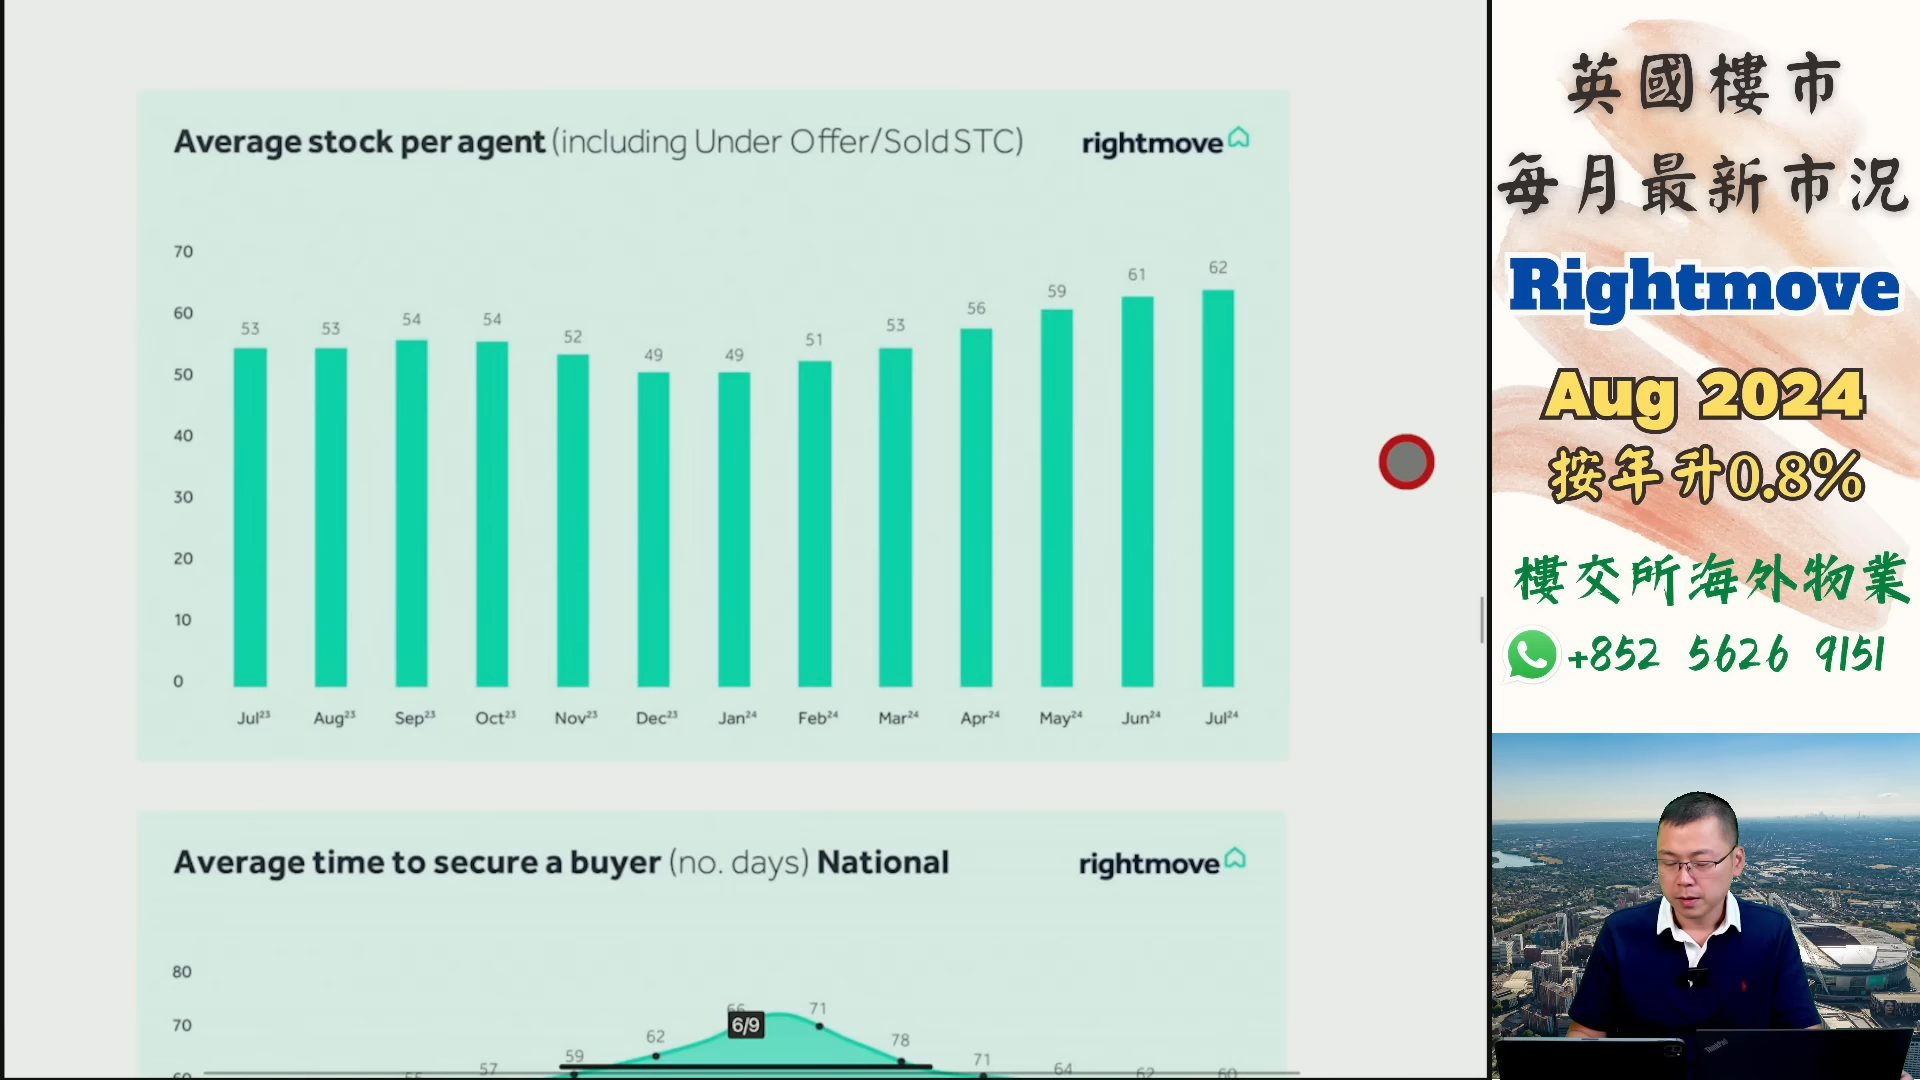 Average stock per agent (including Under Offer/Sold STC)
rightmove
70
60
50
40
30
20
10
0
53 53 54 54 52 49 49 51 53 56 59 61 62
Jul23 Aug23 Sep23 Oct23 Nov23 Dec23 Jan24 Feb24 Mar24 Apr24 May24 Jun24 Jul24
Average time to secure a buyer (no. days) National
rightmove
80
70
57 59 62 66 71 78 71 64 62 60
6/9
英國樓市
每月最新市況
Rightmove
Aug 2024
按年升0.8%
樓交所海外物業
+852 5626 9151
ThinkPad